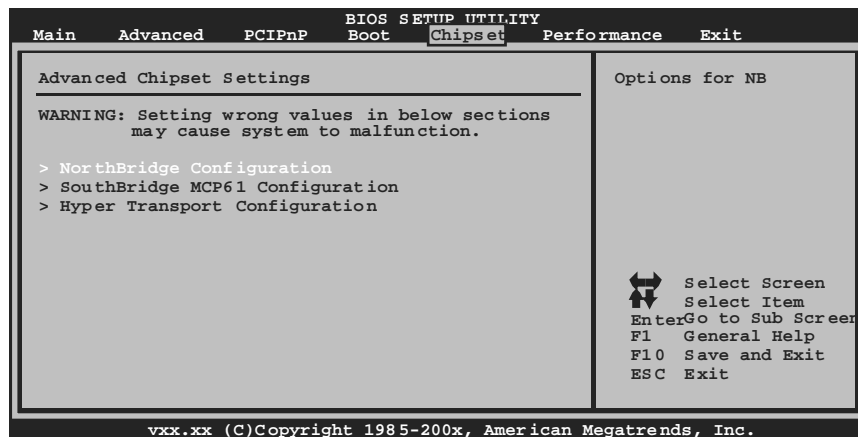 BIOS SETUP UTILITY
Main Advanced PCIPnP Boot Chipset Performance Exit
Advanced Chipset Settings
WARNING: Setting wrong values in below sections
may cause system to malfunction.
> NorthBridge Configuration
> SouthBridge MCP61 Configuration
> Hyper Transport Configuration
Options for NB
Select Screen
Select Item
Enter Go to Sub Screen
F1 General Help
F10 Save and Exit
ESC Exit
vxx.xx (C)Copyright 1985-200x, American Megatrends, Inc.